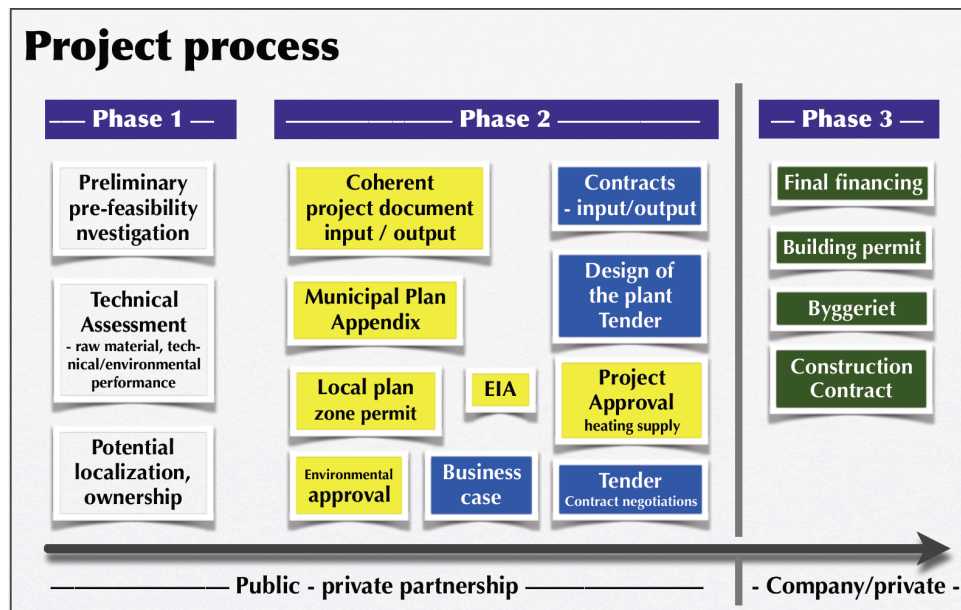 Project process
Phase 1
Phase 2
Phase 3
Preliminary
pre-feasibility
nvestigation
Technical
Assessment
- raw material, tech-
nical/environmental
performance
Potential
localization,
ownership
Coherent
project document
input / output
Municipal Plan
Appendix
Local plan
zone permit
EIA
Environmental
approval
Business
case
Contracts
- input/output
Design of
the plant
Tender
Project
Approval
heating supply
Tender
Contract negotiations
Final financing
Building permit
Byggeriet
Construction
Contract
Public - private partnership
- Company/private -